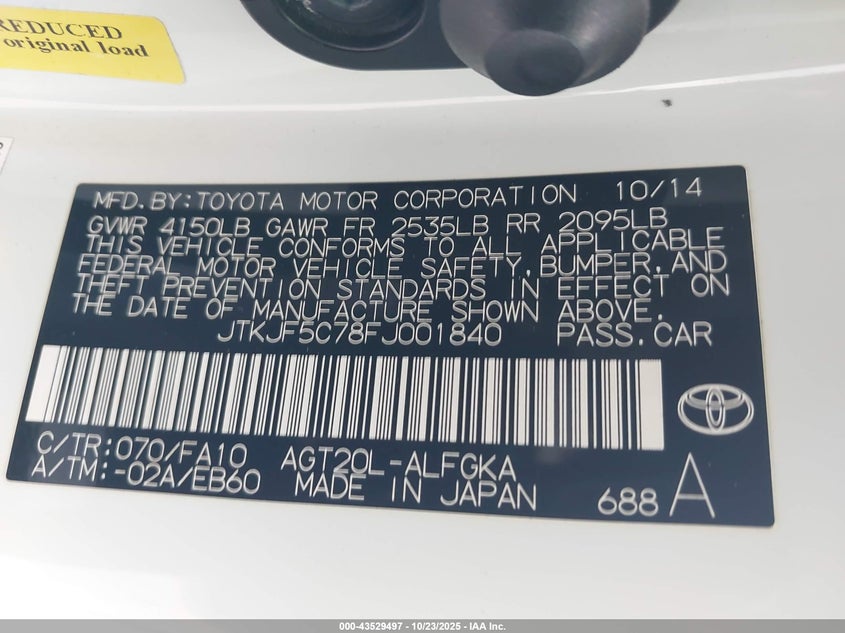 REDUCED
original load
MFD. BY: TOYOTA MOTOR CORPORATION 10/14
GVWR 4150LB GAWR FR 2535LB RR 2095LB
THIS VEHICLE CONFORMS TO ALL APPLICABLE
FEDERAL MOTOR VEHICLE SAFETY, BUMPER, AND
THEFT PREVENTION STANDARDS IN EFFECT ON
THE DATE OF MANUFACTURE SHOWN ABOVE.
JTKJF5C78FJ001840 PASS. CAR
C/TR: 070/FA10 AGT20L-ALFGKA
A/TM: -02A/EB60 MADE IN JAPAN 688 A
000-43529497 - 10/23/2025 - IAA Inc.